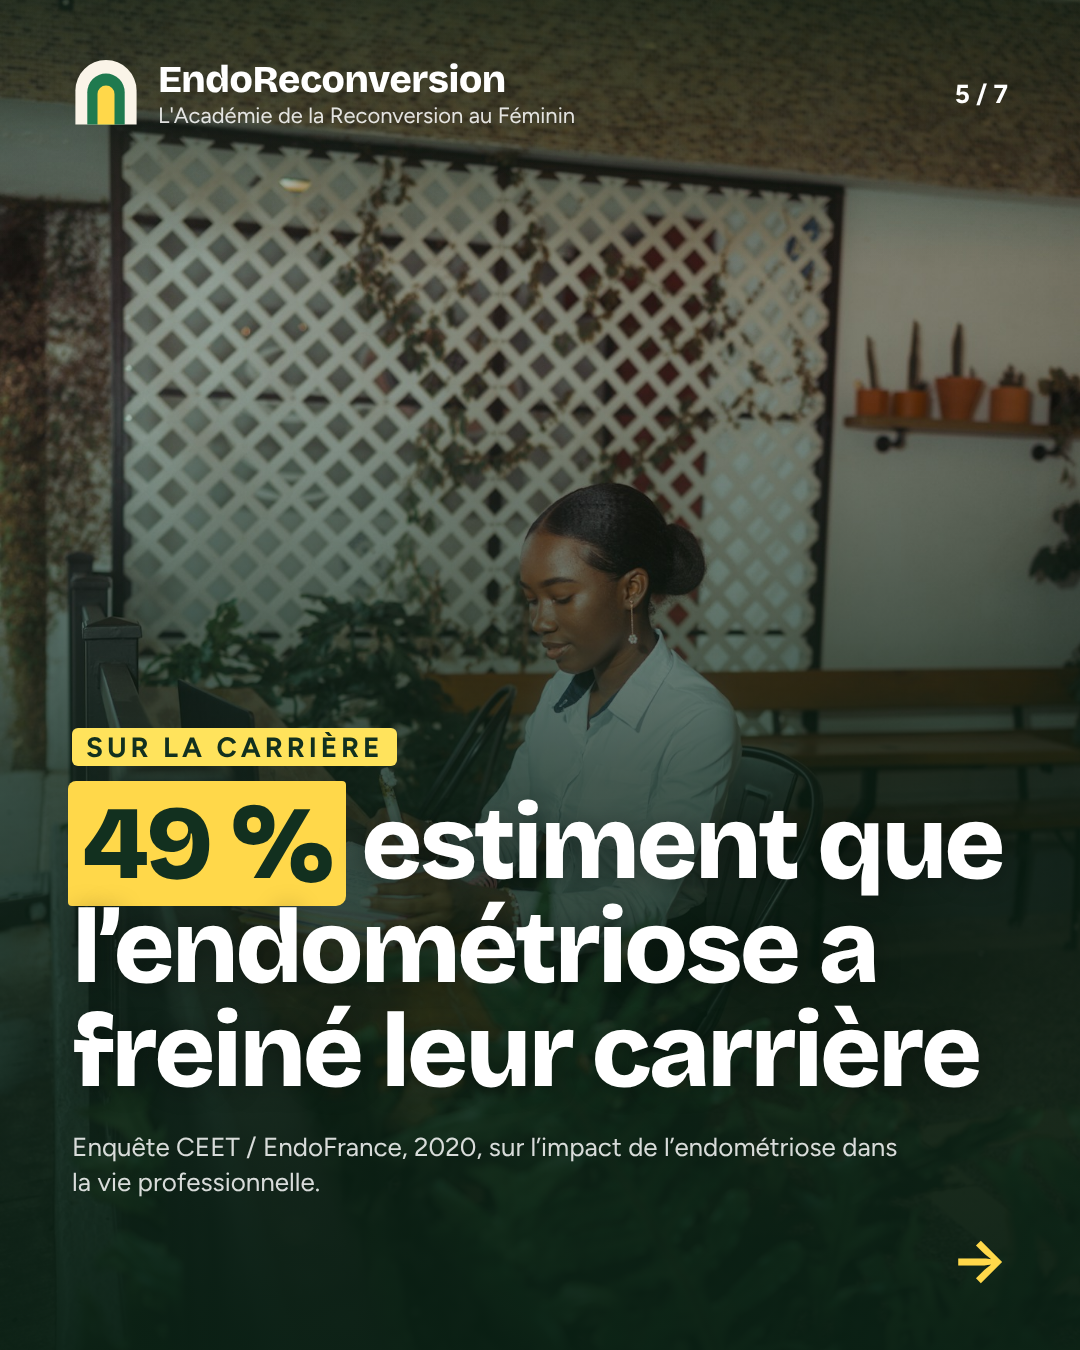 EndoReconversion
L'Académie de la Reconversion au Féminin
5 / 7
SUR LA CARRIÈRE
49 % estiment que
l’endométriose a
freiné leur carrière
Enquête CEET / EndoFrance, 2020, sur l’impact de l’endométriose dans
la vie professionnelle.